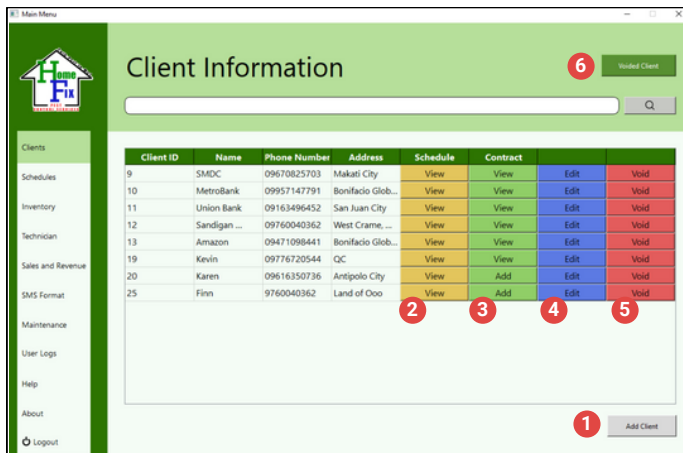 Main Menu
Home
Fix
PEST
CONTROL SERVICES
Client Information
6
Voided Client
Clients
Schedules
Inventory
Technician
Sales and Revenue
SMS Format
Maintenance
User Logs
Help
About
Logout
Client ID Name Phone Number Address Schedule Contract
9 SMDC 09670825703 Makati City View View Edit Void
10 MetroBank 09957147791 Bonifacio Glob... View View Edit Void
11 Union Bank 09163496452 San Juan City View View Edit Void
12 Sandigan ... 09760040362 West Crame, ... View View Edit Void
13 Amazon 09471098441 Bonifacio Glob... View View Edit Void
19 Kevin 09776720544 QC View View Edit Void
20 Karen 09616350736 Antipolo City View Add Edit Void
25 Finn 9760040362 Land of Ooo View Add Edit Void
2 3 4 5
1
Add Client